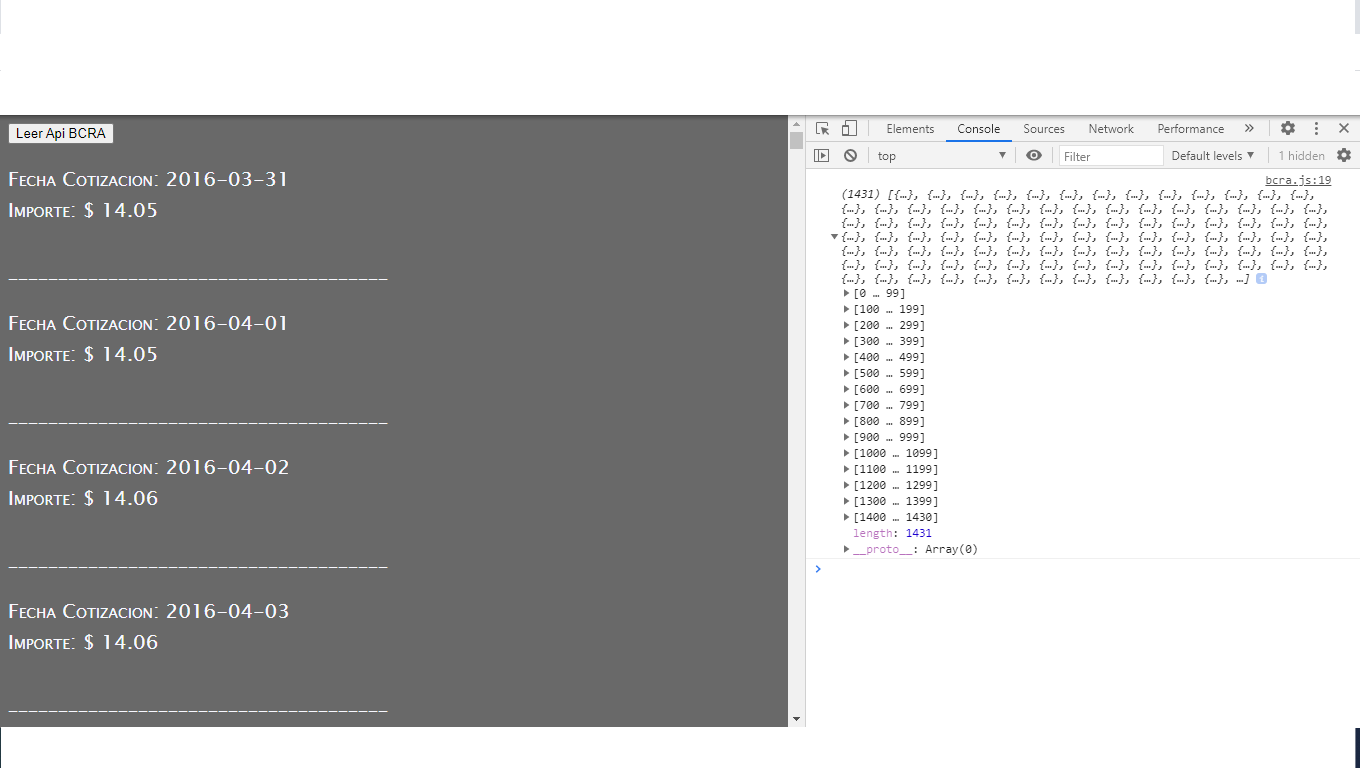 Leer Api BCRA
Fecha Cotizacion: 2016-03-31
Importe: $ 14.05
______________________________________
Fecha Cotizacion: 2016-04-01
Importe: $ 14.05
______________________________________
Fecha Cotizacion: 2016-04-02
Importe: $ 14.06
______________________________________
Fecha Cotizacion: 2016-04-03
Importe: $ 14.06
______________________________________
Elements Console Sources Network Performance »
top Filter Default levels 1 hidden
bcra.js:19
(1431) [{…}, {…}, {…}, {…}, {…}, {…}, {…}, {…}, {…}, {…}, {…}, {…}, {…},
{…}, {…}, {…}, {…}, {…}, {…}, {…}, {…}, {…}, {…}, {…}, {…}, {…}, {…}, {…},
{…}, {…}, {…}, {…}, {…}, {…}, {…}, {…}, {…}, {…}, {…}, {…}, {…}, {…}, {…},
{…}, {…}, {…}, {…}, {…}, {…}, {…}, {…}, {…}, {…}, {…}, {…}, {…}, {…}, {…},
{…}, {…}, {…}, {…}, {…}, {…}, {…}, {…}, {…}, {…}, {…}, {…}, {…}, {…}, {…},
{…}, {…}, {…}, {…}, {…}, {…}, {…}, {…}, {…}, {…}, {…}, {…}, {…}, {…}, {…},
{…}, {…}, {…}, {…}, {…}, {…}, {…}, {…}, {…}, {…}, {…}, {…}, …] i
[0 … 99]
[100 … 199]
[200 … 299]
[300 … 399]
[400 … 499]
[500 … 599]
[600 … 699]
[700 … 799]
[800 … 899]
[900 … 999]
[1000 … 1099]
[1100 … 1199]
[1200 … 1299]
[1300 … 1399]
[1400 … 1430]
length: 1431
__proto__: Array(0)